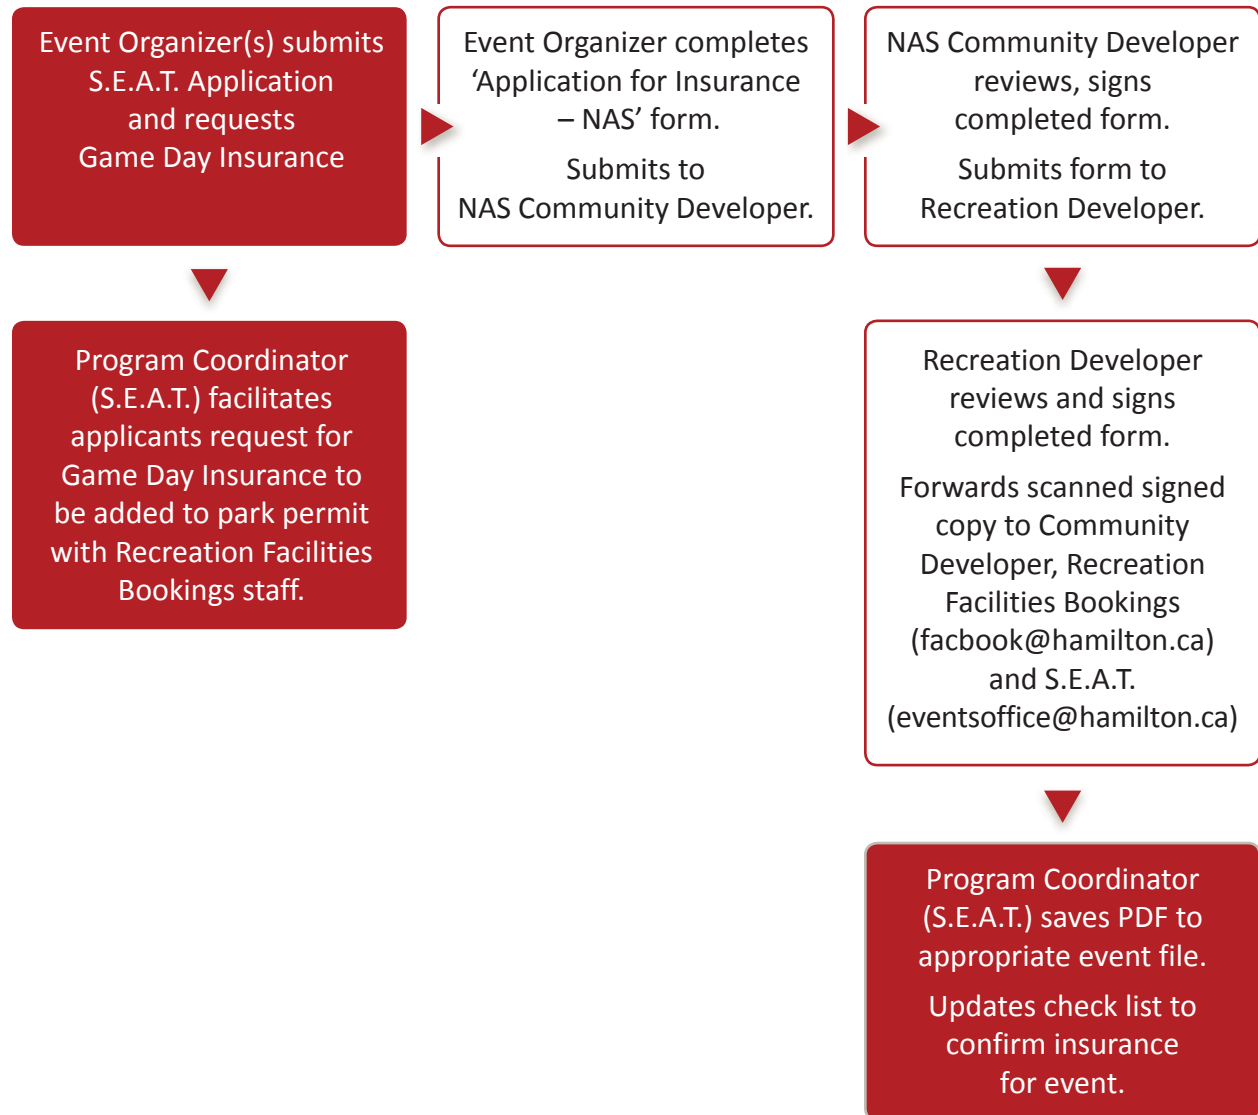 Event Organizer(s) submits
S.E.A.T. Application
and requests
Game Day Insurance
Event Organizer completes
‘Application for Insurance
– NAS’ form.
Submits to
NAS Community Developer.
NAS Community Developer
reviews, signs
completed form.
Submits form to
Recreation Developer.
Program Coordinator
(S.E.A.T.) facilitates
applicants request for
Game Day Insurance to
be added to park permit
with Recreation Facilities
Bookings staff.
Recreation Developer
reviews and signs
completed form.
Forwards scanned signed
copy to Community
Developer, Recreation
Facilities Bookings
(facbook@hamilton.ca)
and S.E.A.T.
(eventsoffice@hamilton.ca)
Program Coordinator
(S.E.A.T.) saves PDF to
appropriate event file.
Updates check list to
confirm insurance
for event.